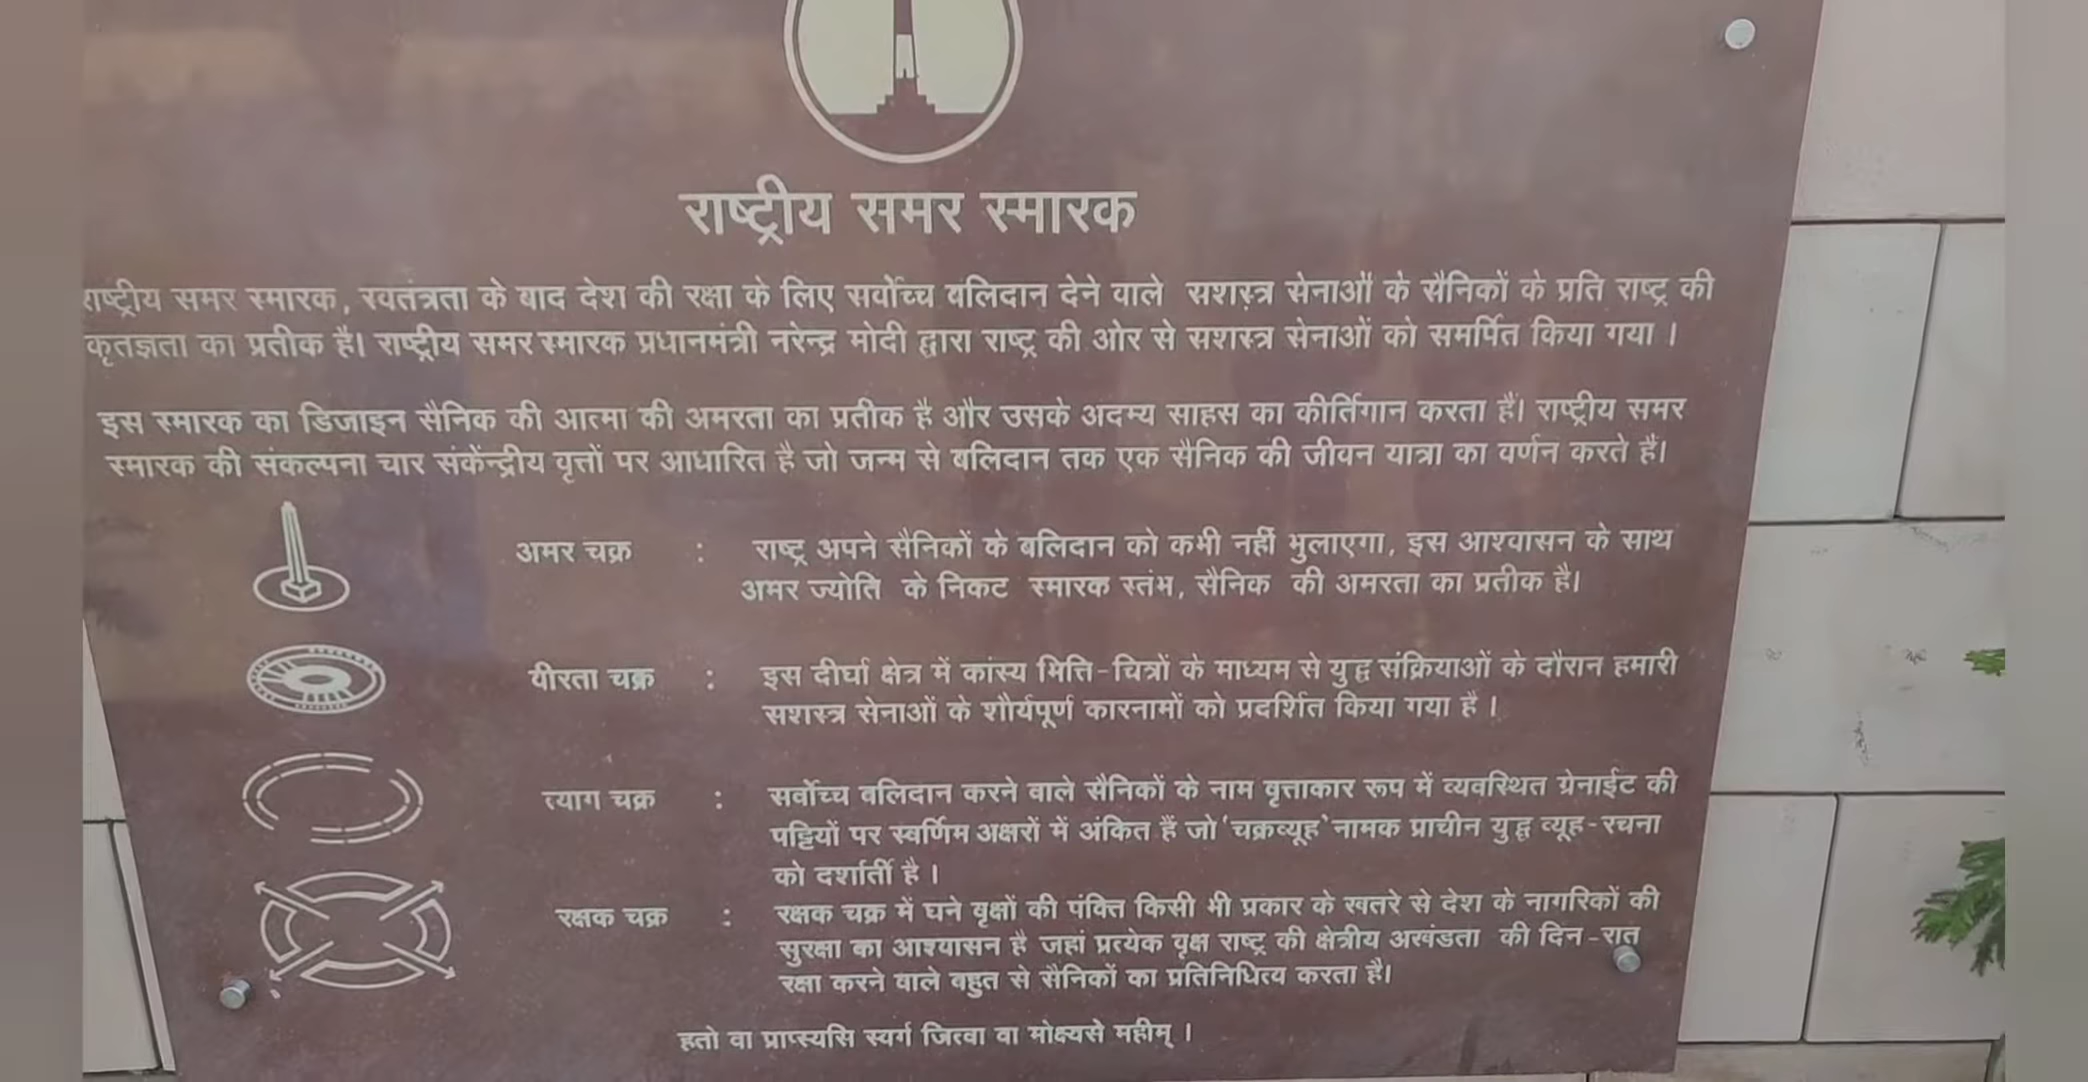 राष्ट्रीय समर स्मारक
राष्ट्रीय समर स्मारक, स्वतंत्रता के बाद देश की रक्षा के लिए सर्वोच्च बलिदान देने वाले सशस्त्र सेनाओं के सैनिकों के प्रति राष्ट्र की
कृतज्ञता का प्रतीक है। राष्ट्रीय समर स्मारक प्रधानमंत्री नरेन्द्र मोदी द्वारा राष्ट्र की ओर से सशस्त्र सेनाओं को समर्पित किया गया ।
इस स्मारक का डिजाइन सैनिक की आत्मा की अमरता का प्रतीक है और उसके अदम्य साहस का कीर्तिगान करता है। राष्ट्रीय समर
स्मारक की संकल्पना चार संकेंन्द्रीय वृत्तों पर आधारित है जो जन्म से बलिदान तक एक सैनिक की जीवन यात्रा का वर्णन करते है।
अमर चक्र : राष्ट्र अपने सैनिकों के बलिदान को कभी नहीं भुलाएगा, इस आश्वासन के साथ
अमर ज्योति के निकट स्मारक स्तंभ, सैनिक की अमरता का प्रतीक है।
वीरता चक्र : इस दीर्घा क्षेत्र में कांस्य भित्ति-चित्रों के माध्यम से युद्ध संक्रियाओं के दौरान हमारी
सशस्त्र सेनाओं के शौर्यपूर्ण कारनामों को प्रदर्शित किया गया है ।
त्याग चक्र : सर्वोच्च बलिदान करने वाले सैनिकों के नाम वृत्ताकार रूप में व्यवस्थित ग्रेनाईट की
पट्टियों पर स्वर्णिम अक्षरों में अंकित हैं जो 'चक्रव्यूह' नामक प्राचीन युद्ध व्यूह-रचना
को दर्शाती है ।
रक्षक चक्र : रक्षक चक्र में घने वृक्षों की पंक्ति किसी भी प्रकार के खतरे से देश के नागरिकों की
सुरक्षा का आश्वासन है जहां प्रत्येक वृक्ष राष्ट्र की क्षेत्रीय अखंडता की दिन-रात
रक्षा करने वाले बहुत से सैनिकों का प्रतिनिधित्व करता है।
हतो वा प्राप्स्यसि स्वर्ग जित्वा वा मोक्ष्यसे महीम् ।